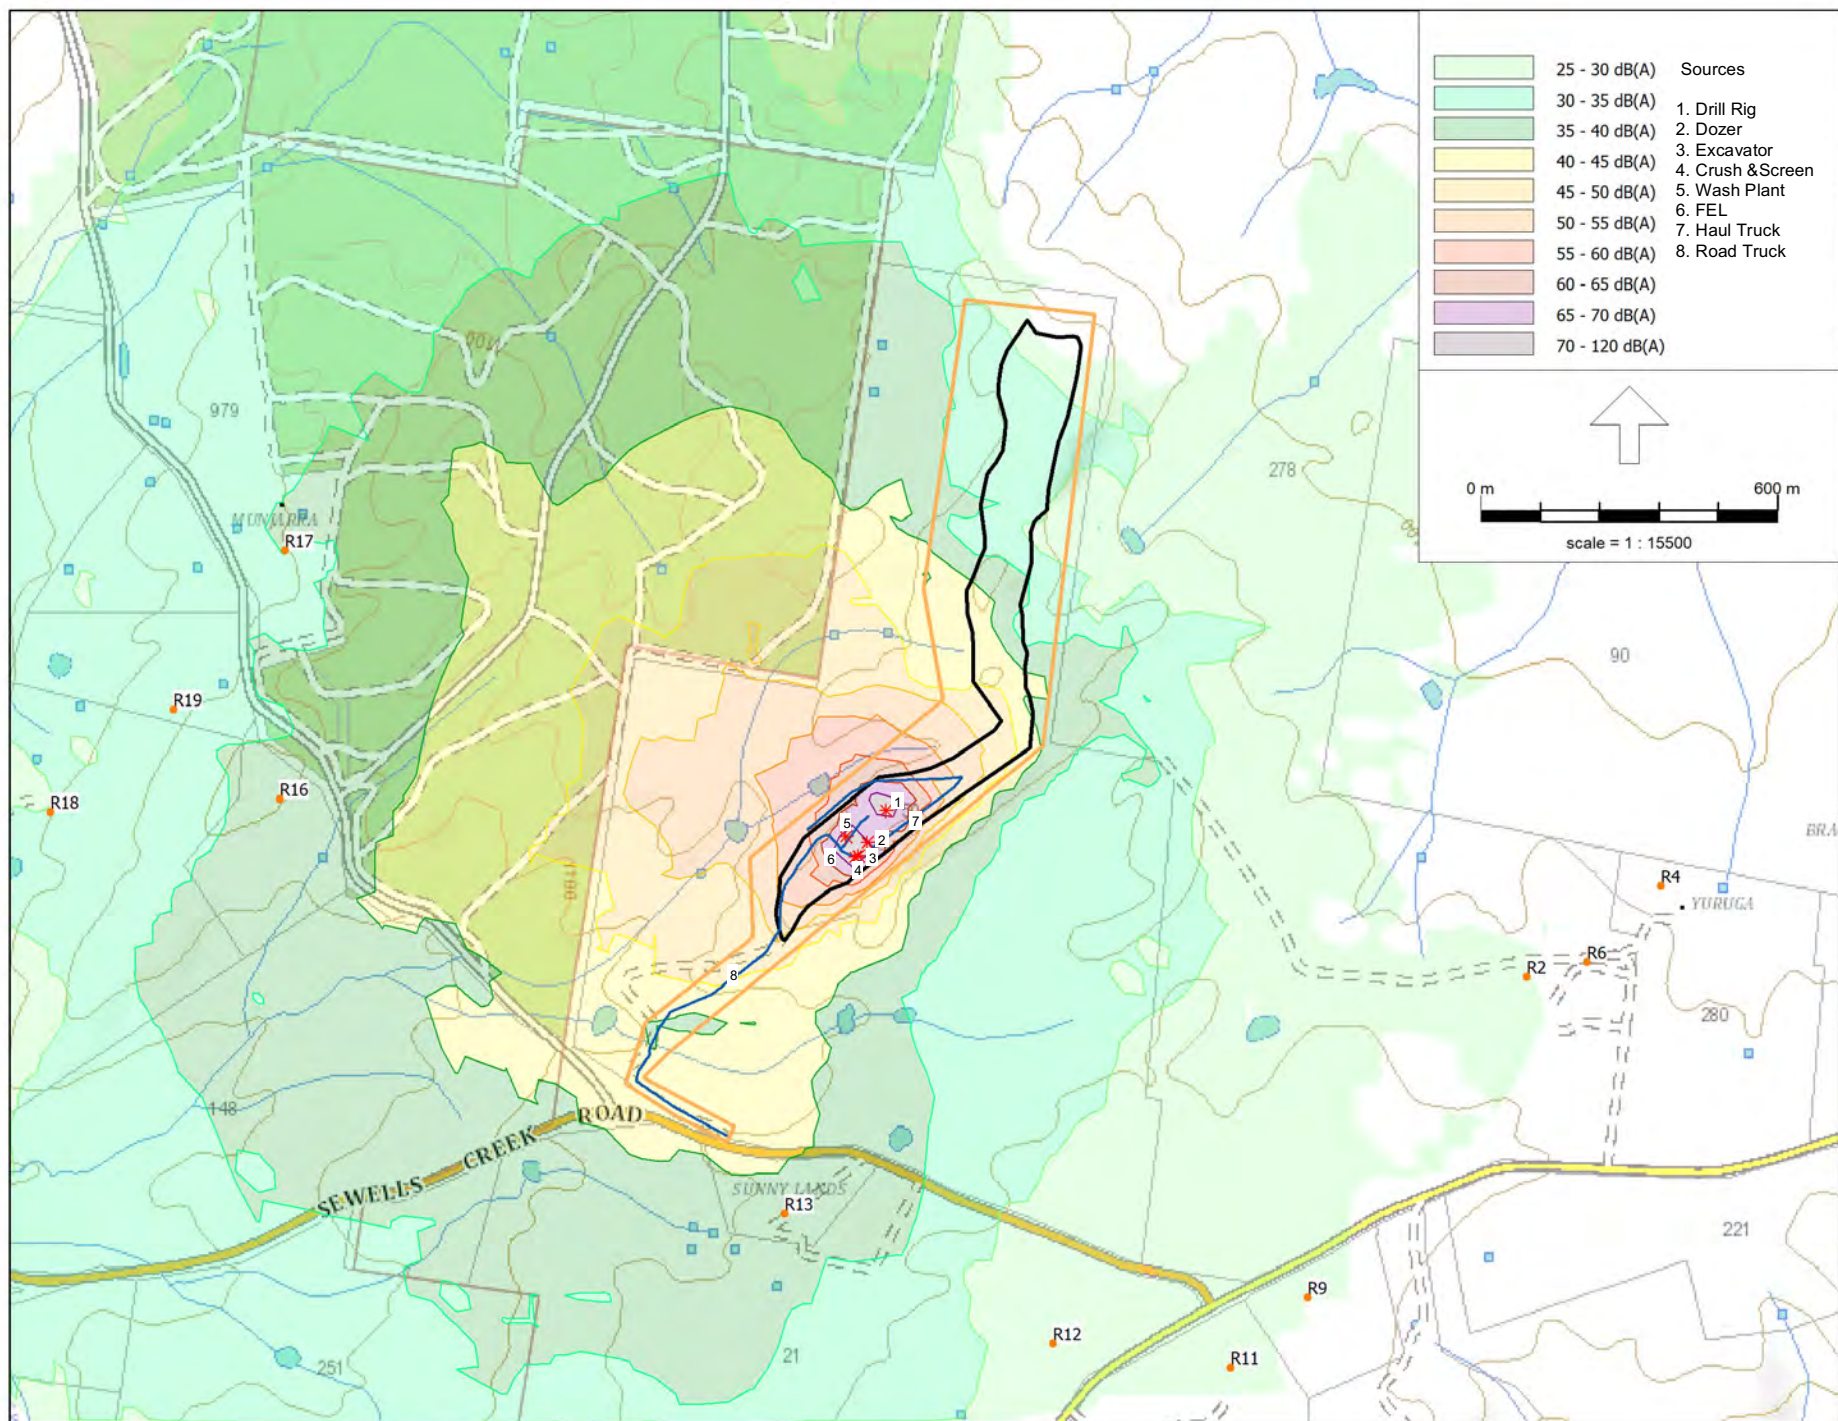 25 - 30 dB(A)
30 - 35 dB(A)
35 - 40 dB(A)
40 - 45 dB(A)
45 - 50 dB(A)
50 - 55 dB(A)
55 - 60 dB(A)
60 - 65 dB(A)
65 - 70 dB(A)
70 - 120 dB(A)
Sources
1. Drill Rig
2. Dozer
3. Excavator
4. Crush &Screen
5. Wash Plant
6. FEL
7. Haul Truck
8. Road Truck
0 m 600 m
scale = 1 : 15500
1100
979
278
MUNJARRA
R17
90
R19
R16
R18
1
5
7
2
6
3
4
BRA
1100
R4
YURUGA
R6
R2
8
280
148
SEWELLS CREEK ROAD
SUNNY LANDS
R13
221
R9
R12
R11
21
251